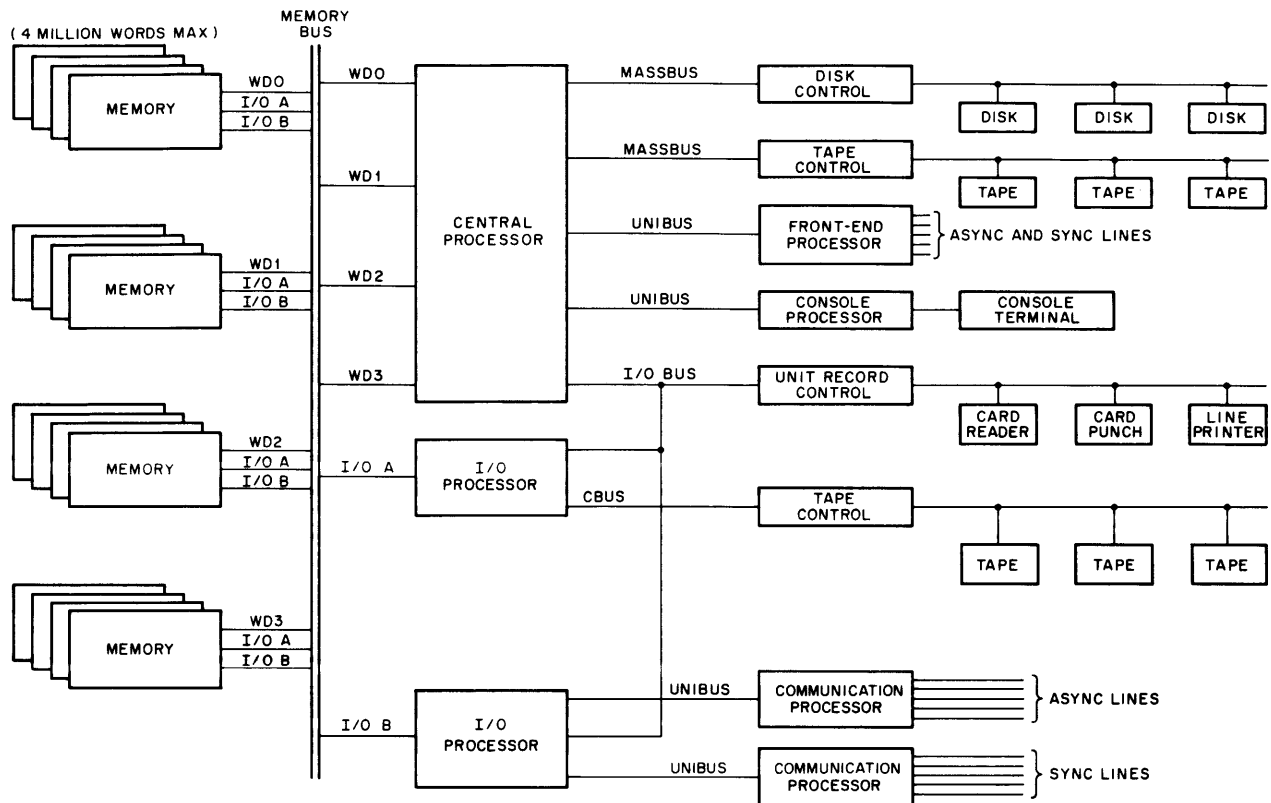 (4 MILLION WORDS MAX)
MEMORY
BUS
MEMORY
WD0
I/O A
I/O B
MEMORY
WD1
I/O A
I/O B
MEMORY
WD2
I/O A
I/O B
MEMORY
WD3
I/O A
I/O B
WD0
WD1
WD2
WD3
I/O A
I/O B
CENTRAL
PROCESSOR
I/O
PROCESSOR
I/O
PROCESSOR
MASSBUS
DISK
CONTROL
DISK
DISK
DISK
MASSBUS
TAPE
CONTROL
TAPE
TAPE
TAPE
UNIBUS
FRONT-END
PROCESSOR
ASYNC AND SYNC LINES
UNIBUS
CONSOLE
PROCESSOR
CONSOLE
TERMINAL
I/O BUS
UNIT RECORD
CONTROL
CARD
READER
CARD
PUNCH
LINE
PRINTER
CBUS
TAPE
CONTROL
TAPE
TAPE
TAPE
UNIBUS
COMMUNICATION
PROCESSOR
ASYNC LINES
UNIBUS
COMMUNICATION
PROCESSOR
SYNC LINES